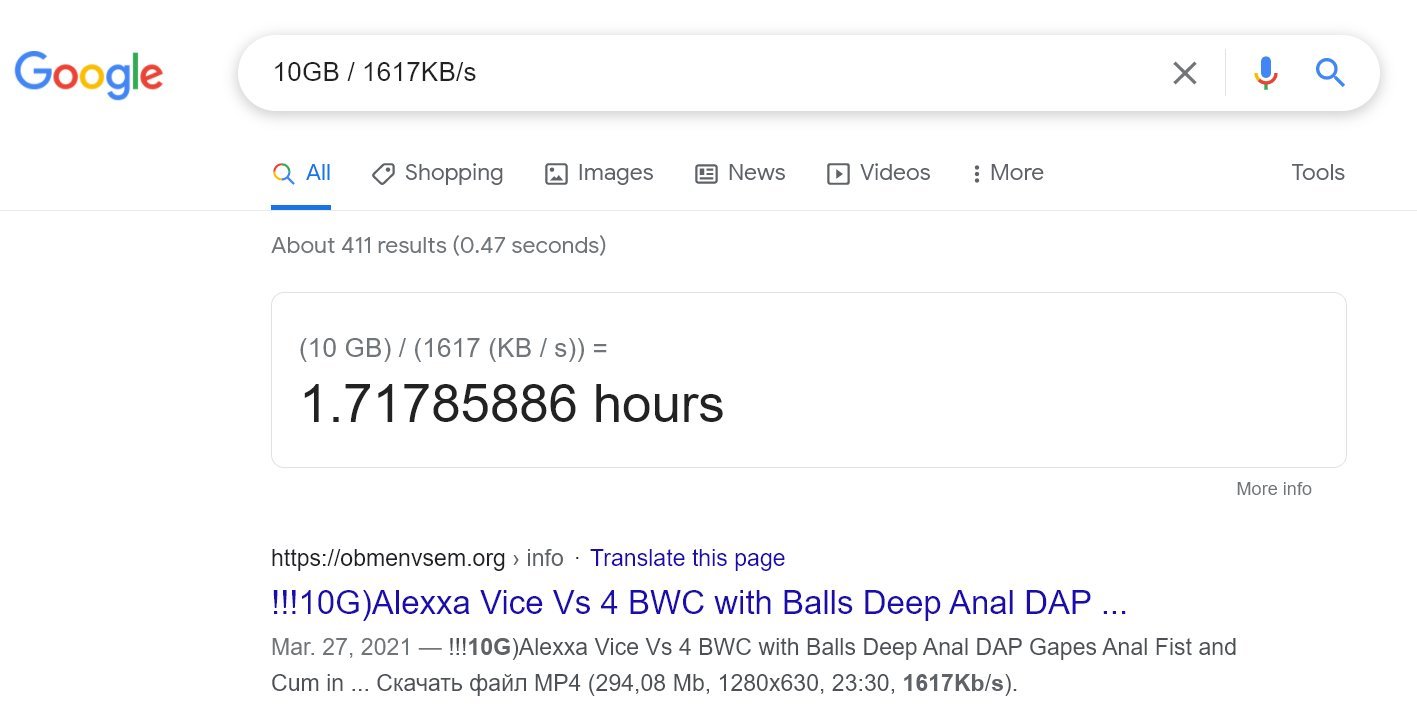 Google
10GB / 1617KB/s
All Shopping Images News Videos More Tools
About 411 results (0.47 seconds)
(10 GB) / (1617 (KB / s)) =
1.71785886 hours
More info
https://obmenvsem.org › info · Translate this page
!!!10G)Alexxa Vice Vs 4 BWC with Balls Deep Anal DAP ...
Mar. 27, 2021 — !!!10G)Alexxa Vice Vs 4 BWC with Balls Deep Anal DAP Gapes Anal Fist and
Cum in ... Скачать файл MP4 (294,08 Mb, 1280x630, 23:30, 1617Kb/s).